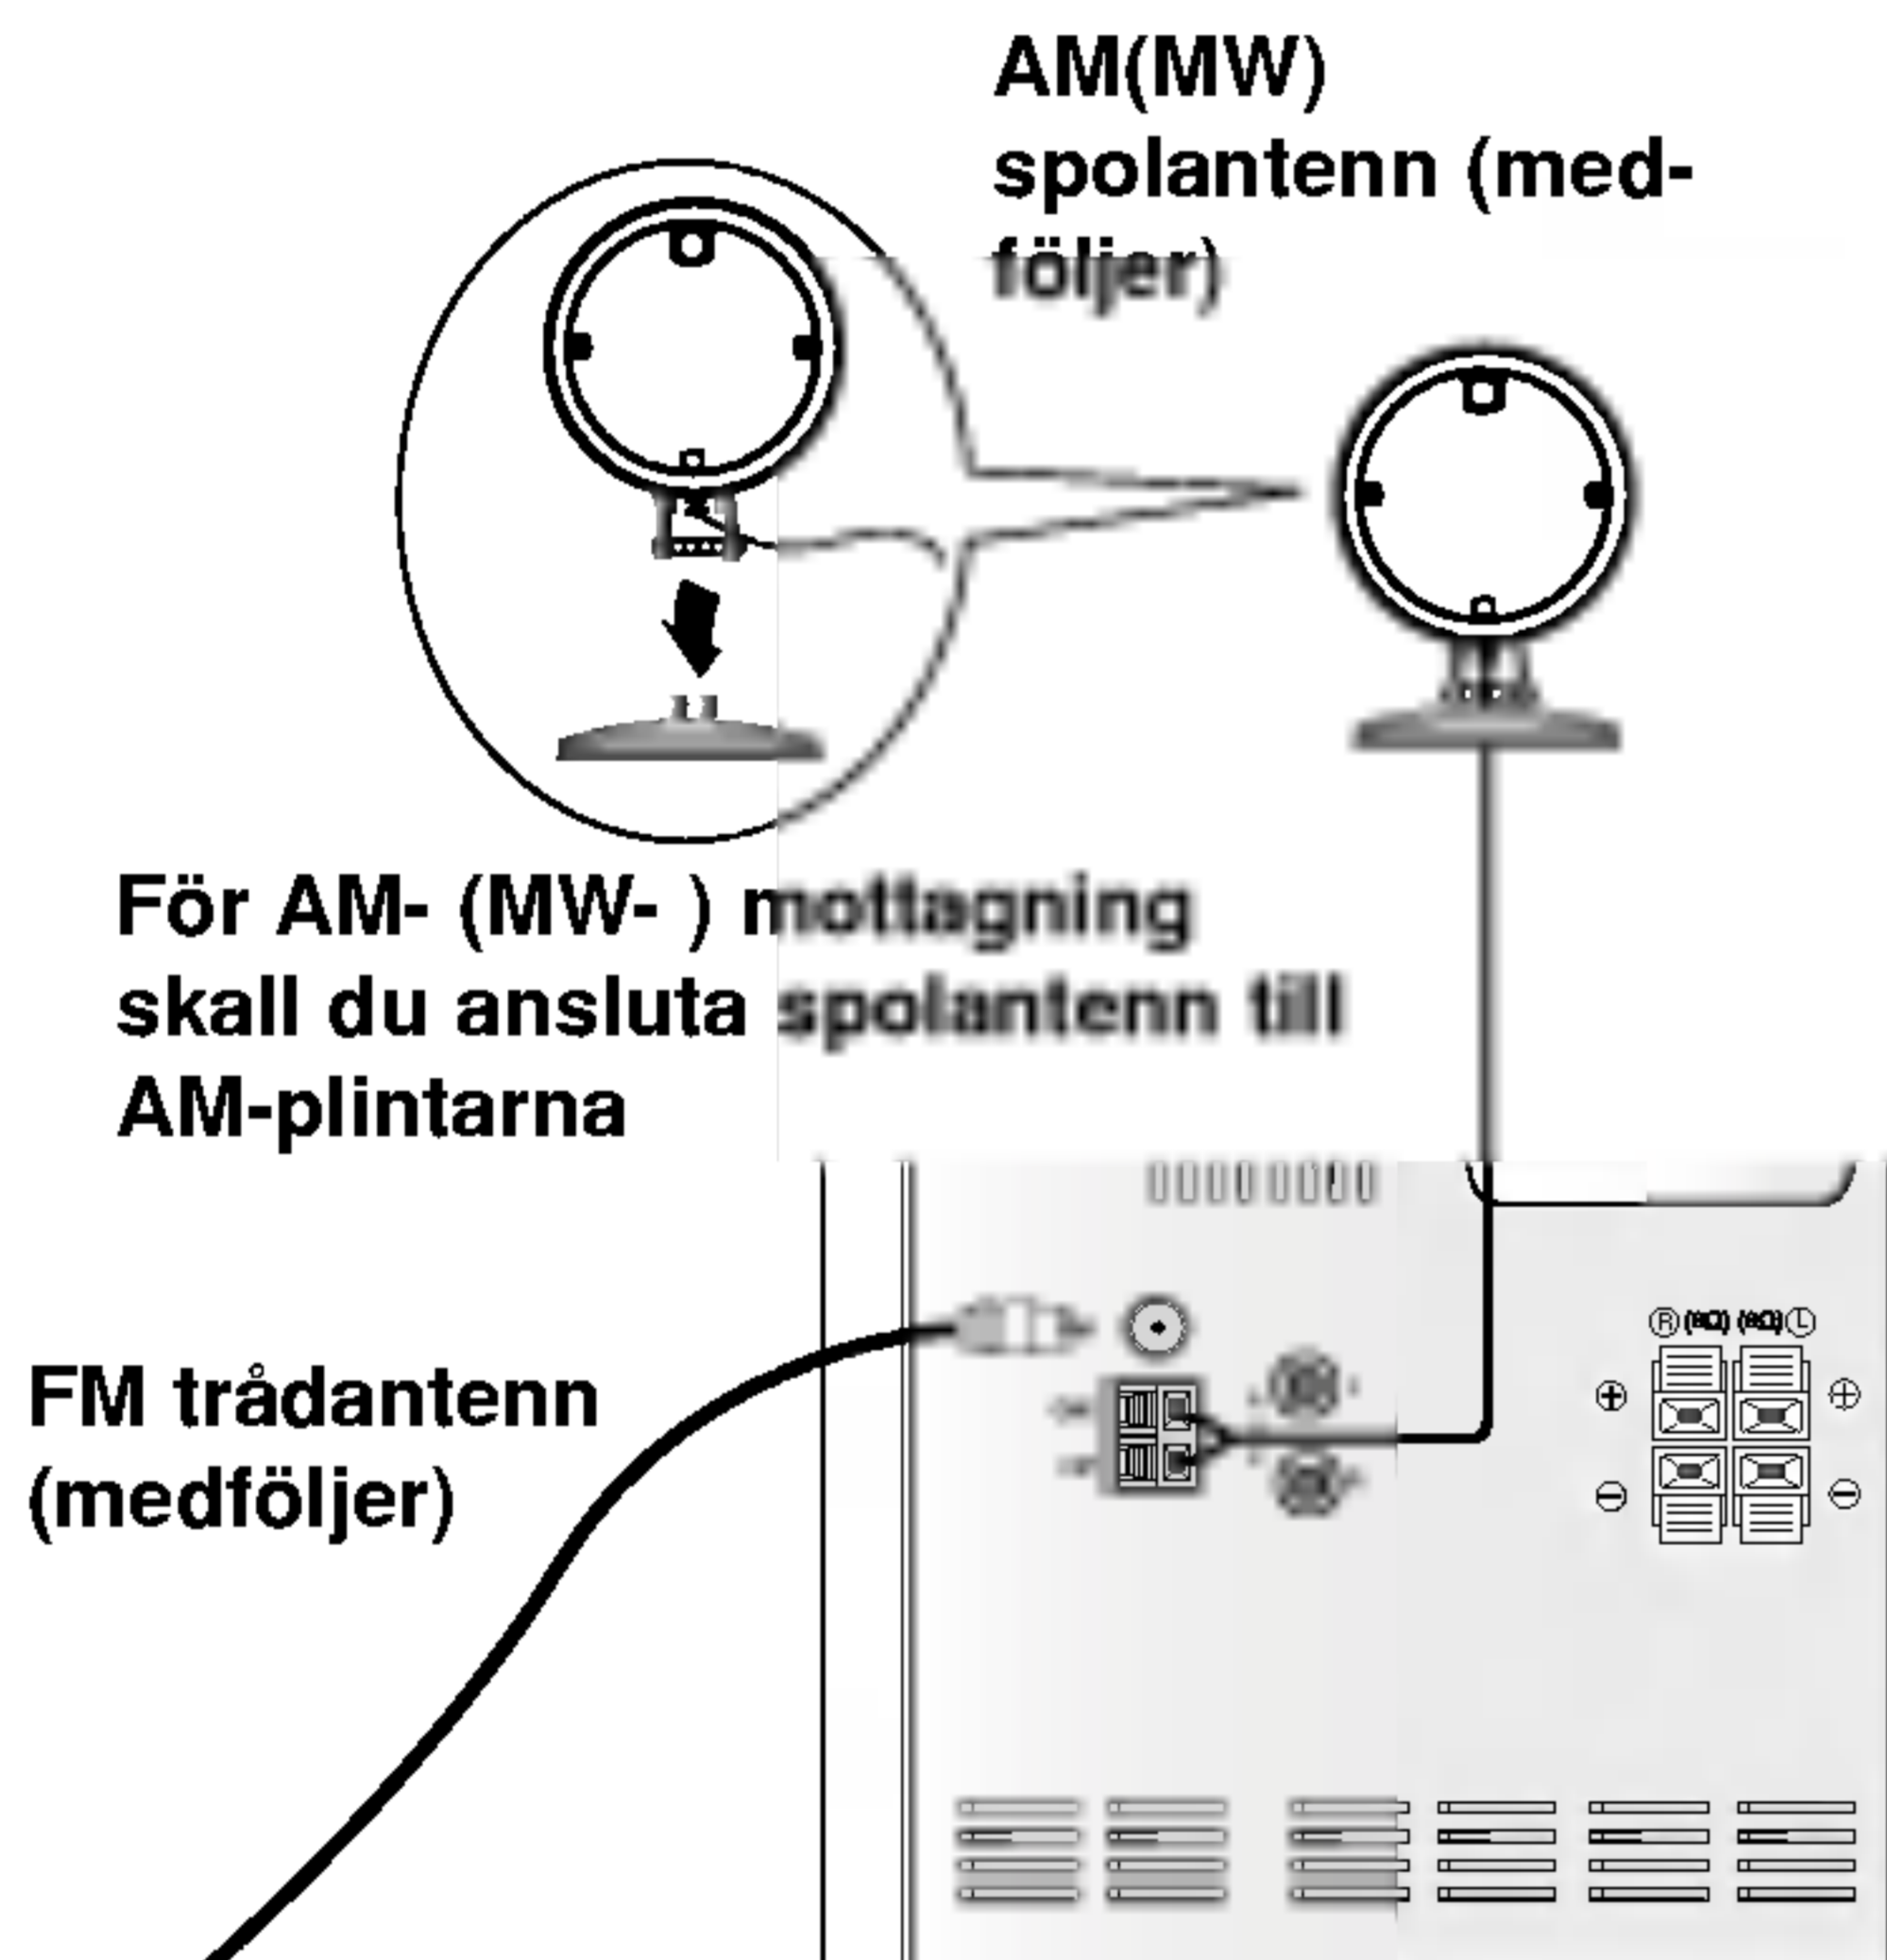 AM(MW)
spolantenn (med-
följer)
För AM- (MW- ) mottagning
skall du ansluta spolantenn till
AM-plintarna
FM trådantenn
(medföljer)
R L